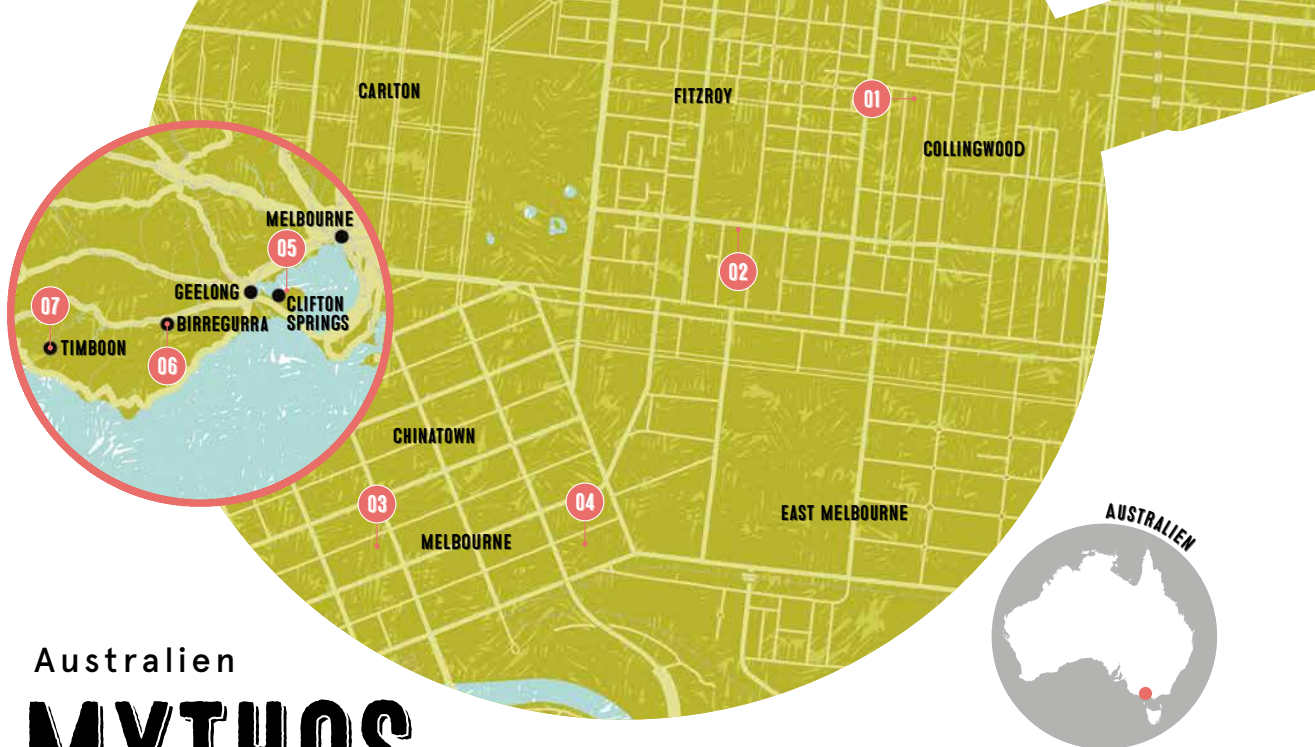 CARLTON
FITZROY
01
COLLINGWOOD
MELBOURNE
05
02
GEELONG
CLIFTON
SPRINGS
07
BIRREGURRA
TIMBOON
06
CHINATOWN
03
04
EAST MELBOURNE
MELBOURNE
AUSTRALIEN
Australien
MYTHOS